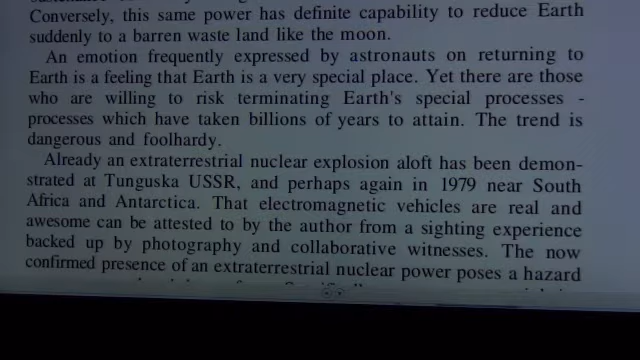 Conversely, this same power has definite capability to reduce Earth
suddenly to a barren waste land like the moon.
An emotion frequently expressed by astronauts on returning to
Earth is a feeling that Earth is a very special place. Yet there are those
who are willing to risk terminating Earth's special processes -
processes which have taken billions of years to attain. The trend is
dangerous and foolhardy.
Already an extraterrestrial nuclear explosion aloft has been demon-
strated at Tunguska USSR, and perhaps again in 1979 near South
Africa and Antarctica. That electromagnetic vehicles are real and
awesome can be attested to by the author from a sighting experience
backed up by photography and collaborative witnesses. The now
confirmed presence of an extraterrestrial nuclear power poses a hazard